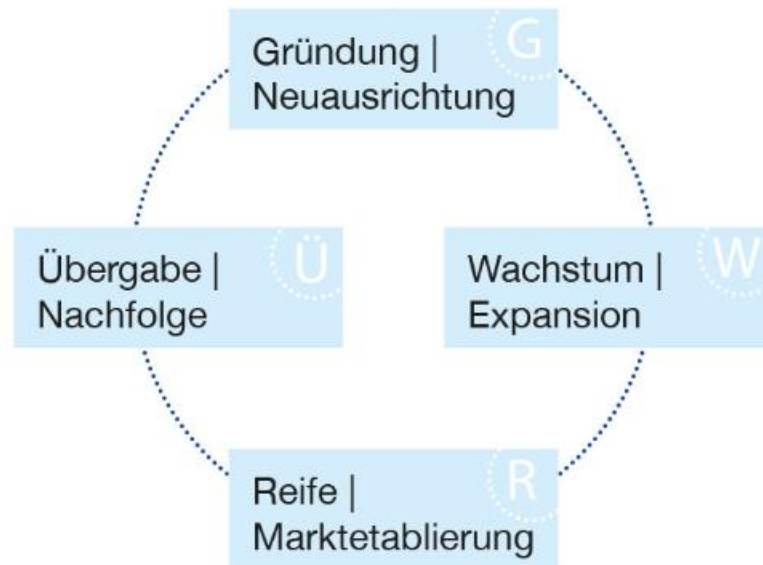 Gründung |
Neuausrichtung
G
Übergabe |
Nachfolge
Ü
Wachstum |
Expansion
W
Reife |
Marktetablierung
R